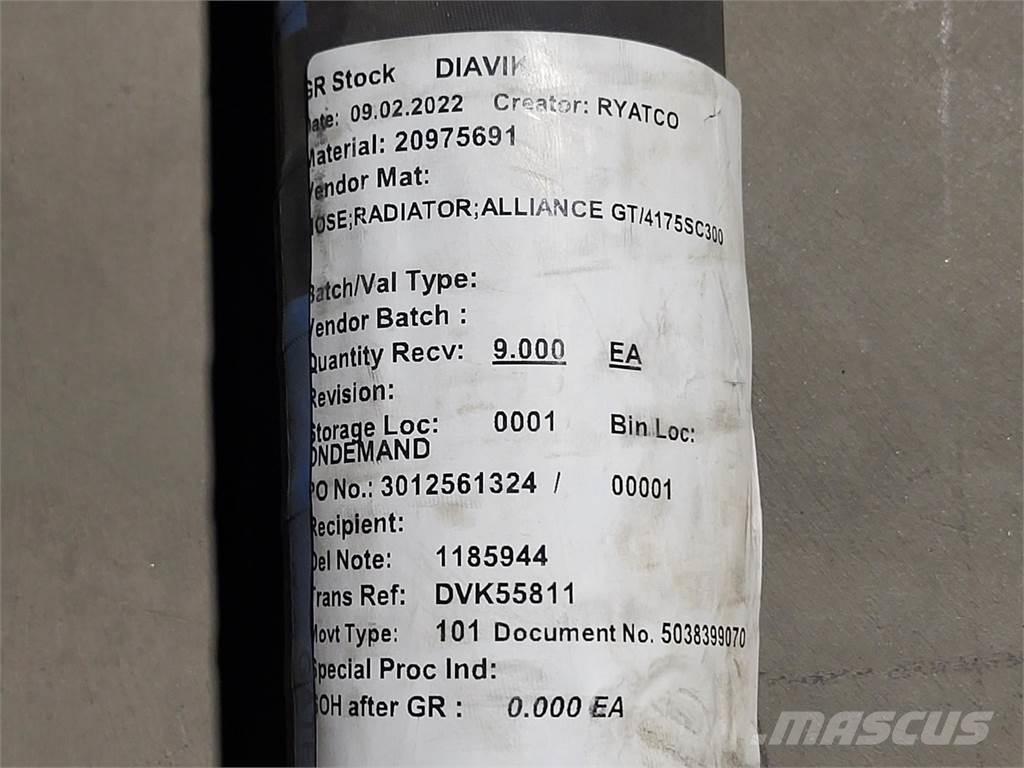 GR Stock DIAVIK
Date: 09.02.2022 Creator: RYATCO
Material: 20975691
Vendor Mat:
HOSE;RADIATOR;ALLIANCE GT/4175SC300
Batch/Val Type:
Vendor Batch :
Quantity Recv: 9.000 EA
Revision:
Storage Loc: 0001 Bin Loc:
ONDEMAND
PO No.: 3012561324 / 00001
Recipient:
Del Note: 1185944
Trans Ref: DVK55811
Movt Type: 101 Document No. 5038399070
Special Proc Ind:
SOH after GR : 0.000 EA
MASCUS